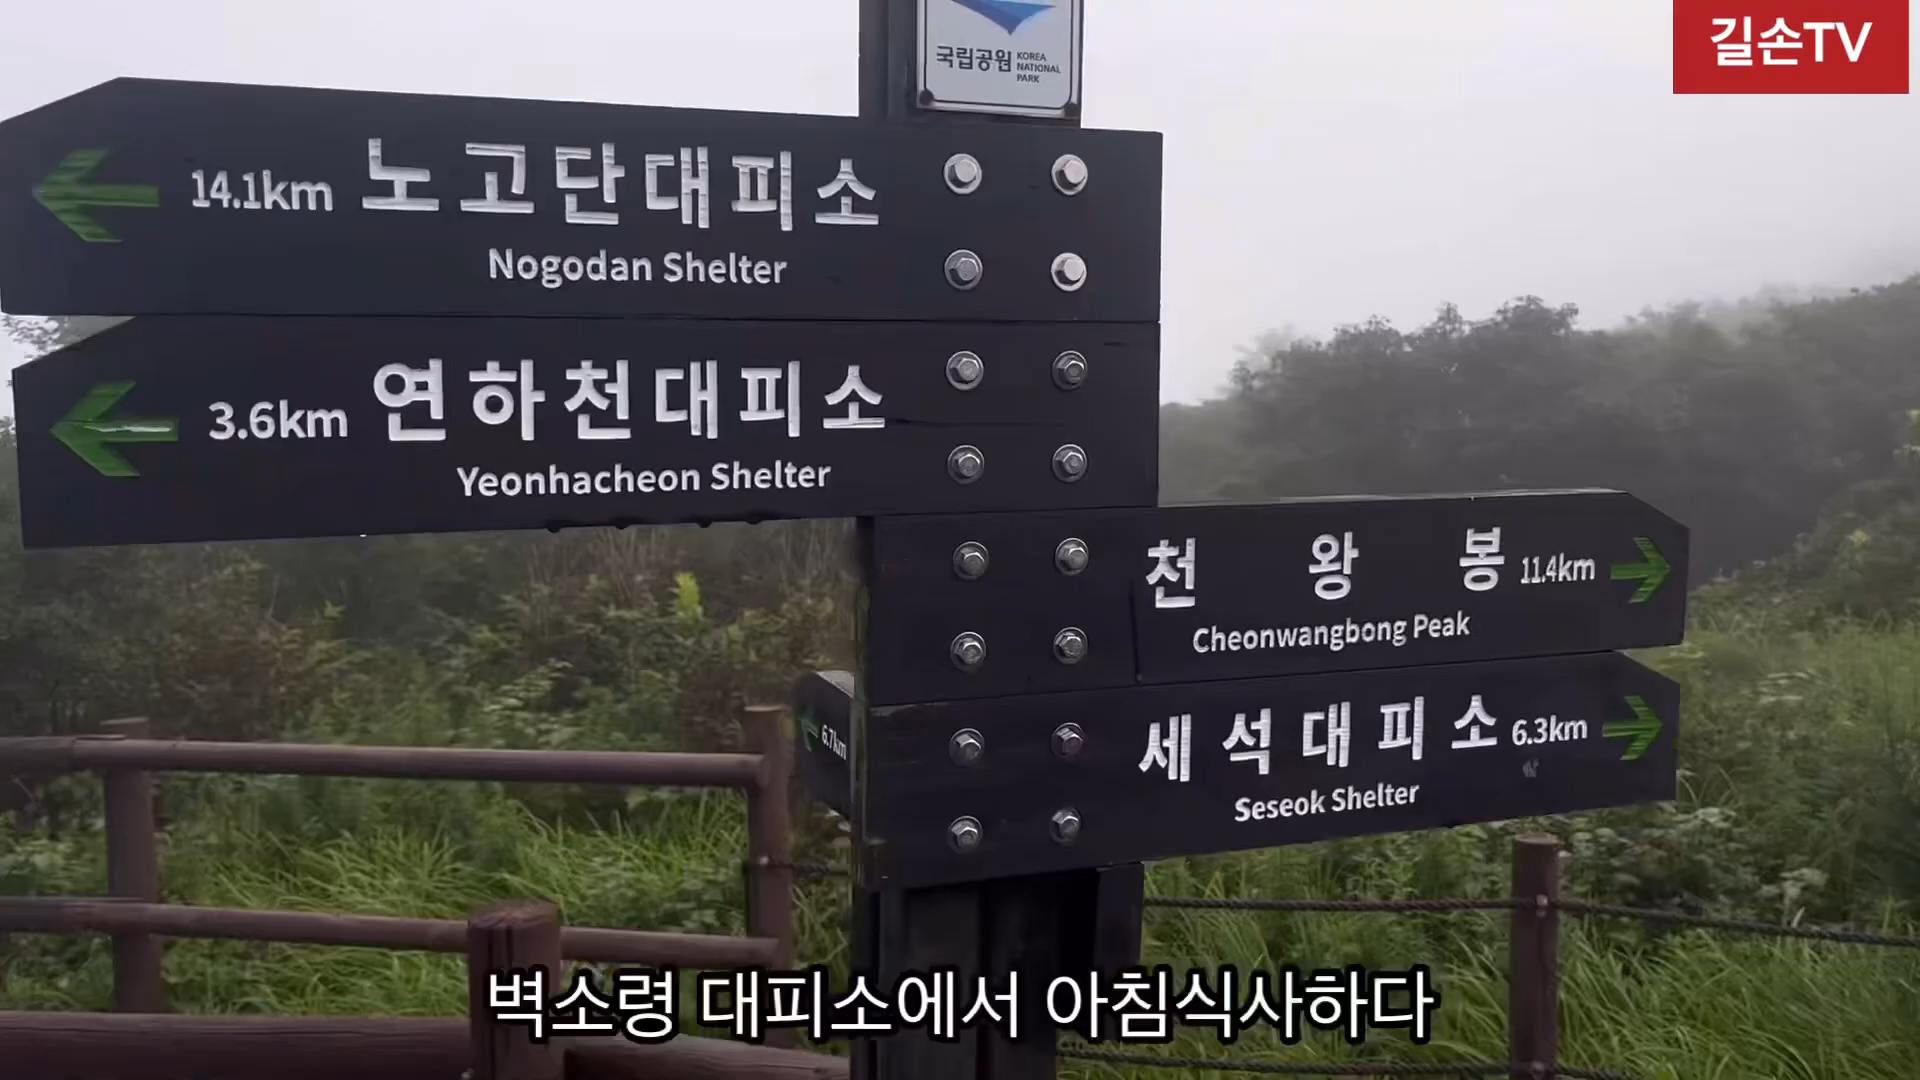 길손TV
국립공원 KOREA
NATIONAL
PARK
14.1km 노고단대피소
Nogodan Shelter
3.6km 연하천대피소
Yeonhacheon Shelter
천왕봉 11.4km
Cheonwangbong Peak
6.7km
세석대피소 6.3km
Seseok Shelter
벽소령 대피소에서 아침식사하다